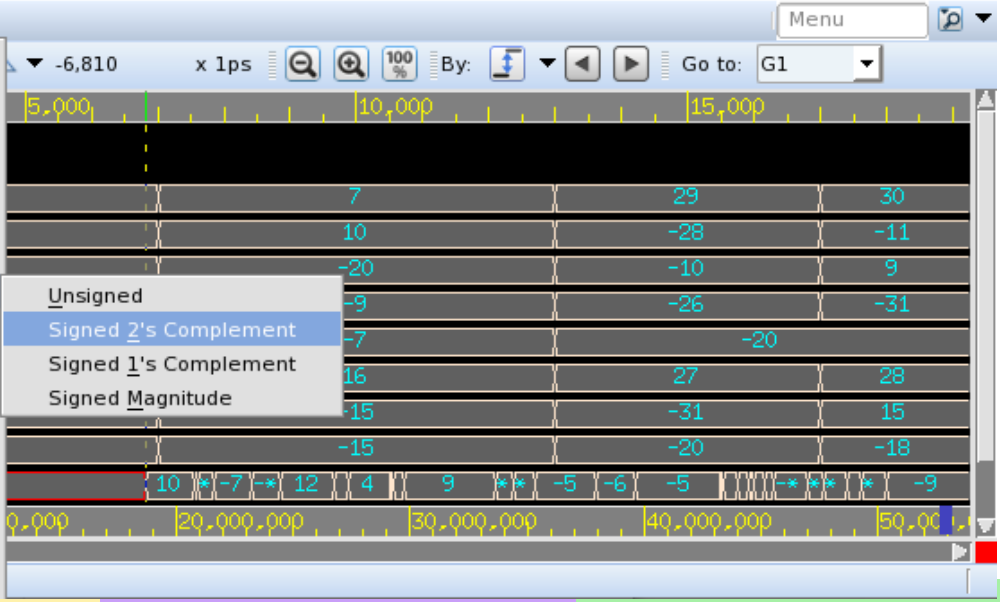 Menu
-6,810 x 1ps 100 % By: Go to: G1
5,000 10,000 15,000
7 29 30
10 -28 -11
-20 -10 9
Unsigned
-9 -26 -31
Signed 2's Complement
-7 -20
Signed 1's Complement
16 27 28
Signed Magnitude
-15 -31 15
-15 -20 -18
10 * -7 -* 12 4 9 * * -5 -6 -5 -* * * * -9
0,000 20,000,000 30,000,000 40,000,000